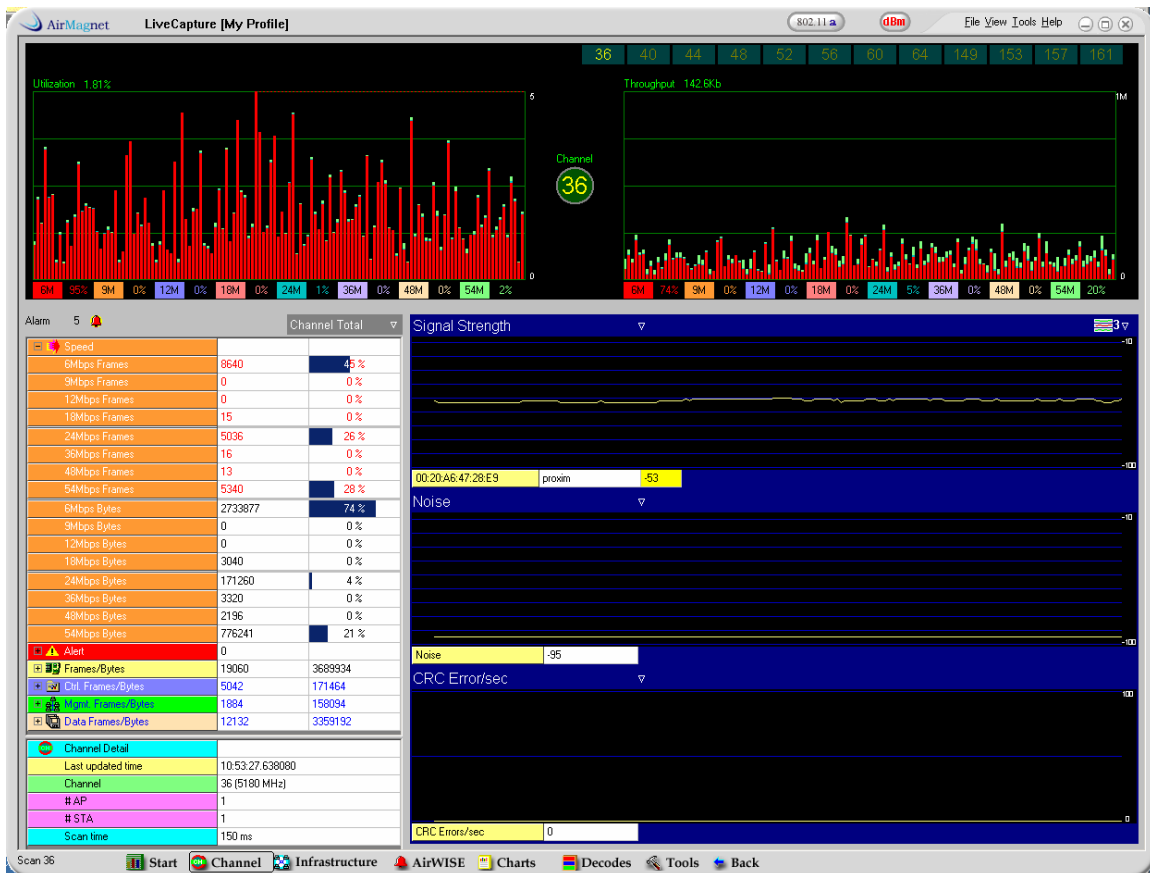 AirMagnet LiveCapture [My Profile] 802.11 a dBm File View Tools Help
36 40 44 48 52 56 60 64 149 153 157 161
Utilization 1.81% Throughput 142.6Kb
5 1M
Channel
36
0 0
6M 95% 9M 0% 12M 0% 18M 0% 24M 1% 36M 0% 48M 0% 54M 2% 6M 74% 9M 0% 12M 0% 18M 0% 24M 5% 36M 0% 48M 0% 54M 20%
Alarm 5 Channel Total
Speed
6Mbps Frames 8640 45 %
9Mbps Frames 0 0 %
12Mbps Frames 0 0 %
18Mbps Frames 15 0 %
24Mbps Frames 5036 26 %
36Mbps Frames 16 0 %
48Mbps Frames 13 0 %
54Mbps Frames 5340 28 %
6Mbps Bytes 2733877 74 %
9Mbps Bytes 0 0 %
12Mbps Bytes 0 0 %
18Mbps Bytes 3040 0 %
24Mbps Bytes 171260 4 %
36Mbps Bytes 3320 0 %
48Mbps Bytes 2196 0 %
54Mbps Bytes 776241 21 %
Alert 0
Frames/Bytes 19060 3689934
Ctrl. Frames/Bytes 5042 171464
Mgmt. Frames/Bytes 1884 158094
Data Frames/Bytes 12132 3359192
Channel Detail
Last updated time 10:53:27.638080
Channel 36 (5180 MHz)
# AP 1
# STA 1
Scan time 150 ms
Signal Strength 3
-10
-100
00:20:A6:47:28:E9 proxim -53
Noise
-10
-100
Noise -95
CRC Error/sec
100
0
CRC Errors/sec 0
Scan 36 Start Channel Infrastructure AirWISE Charts Decodes Tools Back